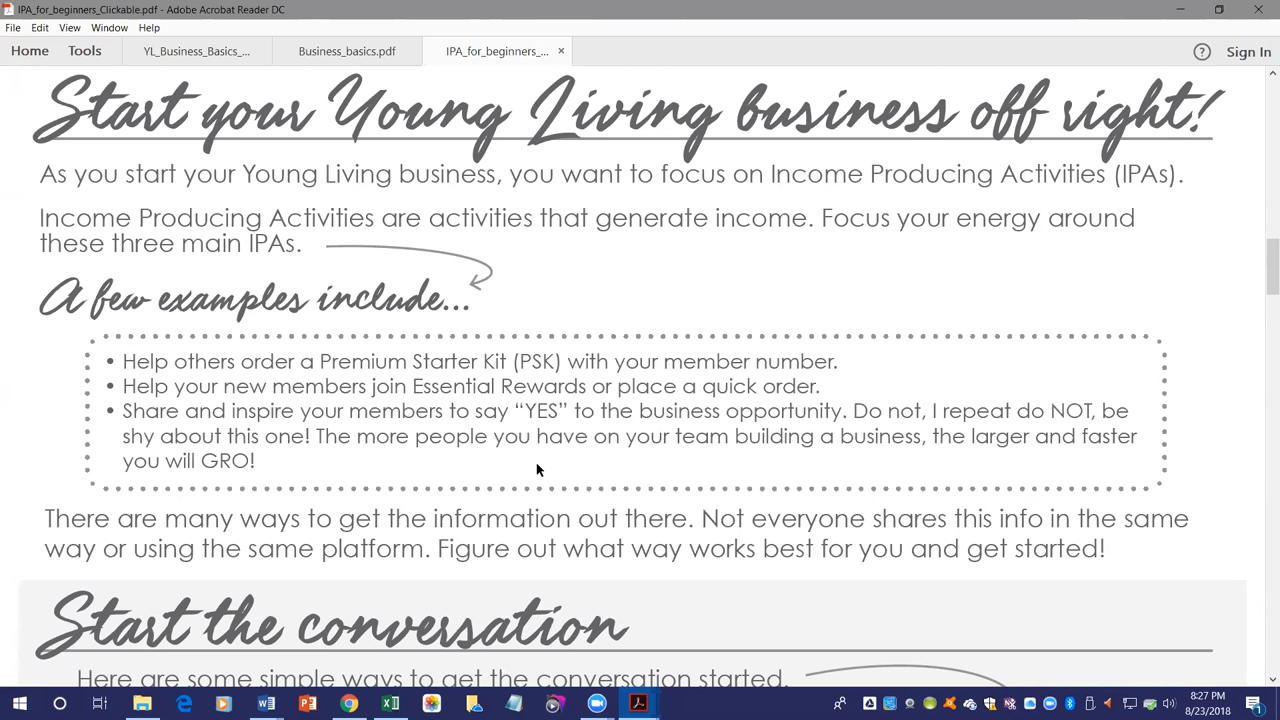 IPA_for_beginners_Clickable.pdf - Adobe Acrobat Reader DC
File Edit View Window Help
Home Tools YL_Business_Basics_... Business_basics.pdf IPA_for_beginners_... × ? Sign In
Start your Young Living business off right!
As you start your Young Living business, you want to focus on Income Producing Activities (IPAs).
Income Producing Activities are activities that generate income. Focus your energy around
these three main IPAs.
A few examples include...
• Help others order a Premium Starter Kit (PSK) with your member number.
• Help your new members join Essential Rewards or place a quick order.
• Share and inspire your members to say “YES” to the business opportunity. Do not, I repeat do NOT, be
shy about this one! The more people you have on your team building a business, the larger and faster
you will GRO!
There are many ways to get the information out there. Not everyone shares this info in the same
way or using the same platform. Figure out what way works best for you and get started!
Start the conversation
Here are some simple ways to get the conversation started.
8:27 PM
8/23/2018